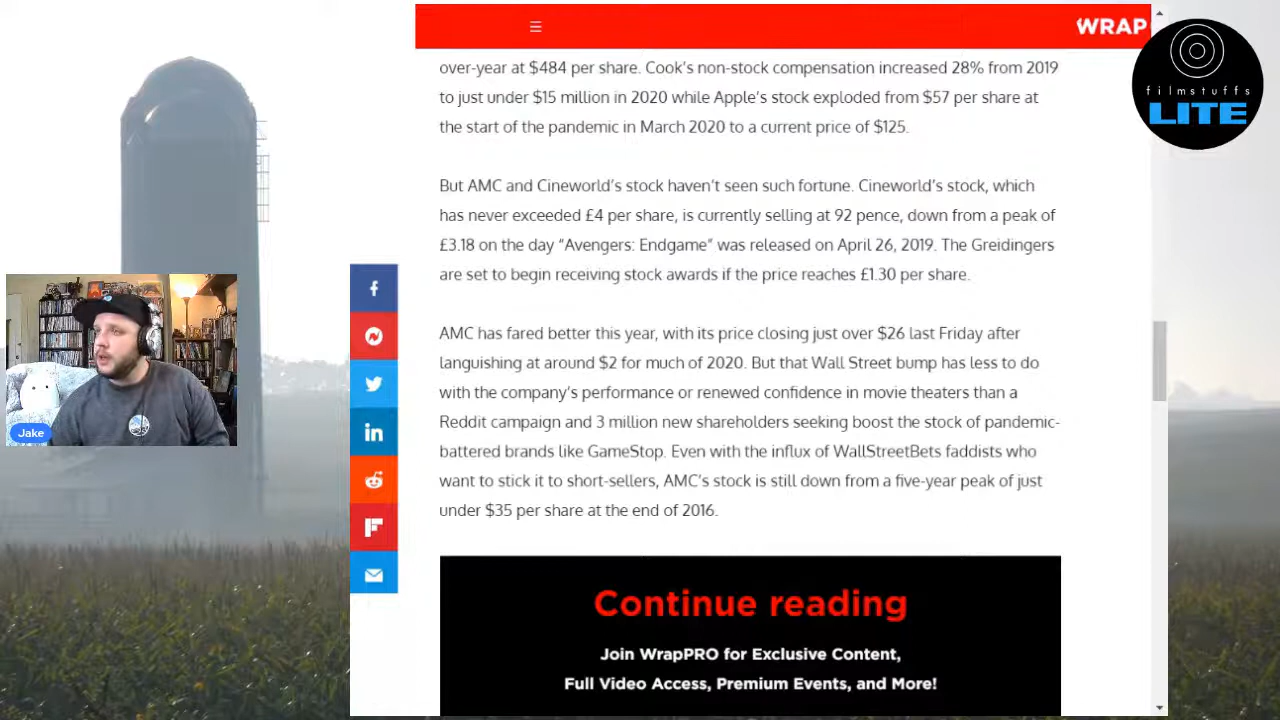 WRAP
filmstuffs
LITE
over-year at $484 per share. Cook's non-stock compensation increased 28% from 2019
to just under $15 million in 2020 while Apple's stock exploded from $57 per share at
the start of the pandemic in March 2020 to a current price of $125.
But AMC and Cineworld's stock haven't seen such fortune. Cineworld's stock, which
has never exceeded £4 per share, is currently selling at 92 pence, down from a peak of
£3.18 on the day “Avengers: Endgame” was released on April 26, 2019. The Greidingers
are set to begin receiving stock awards if the price reaches £1.30 per share.
AMC has fared better this year, with its price closing just over $26 last Friday after
languishing at around $2 for much of 2020. But that Wall Street bump has less to do
with the company's performance or renewed confidence in movie theaters than a
Reddit campaign and 3 million new shareholders seeking boost the stock of pandemic-
battered brands like GameStop. Even with the influx of WallStreetBets faddists who
want to stick it to short-sellers, AMC's stock is still down from a five-year peak of just
under $35 per share at the end of 2016.
Jake
Continue reading
Join WrapPRO for Exclusive Content,
Full Video Access, Premium Events, and More!